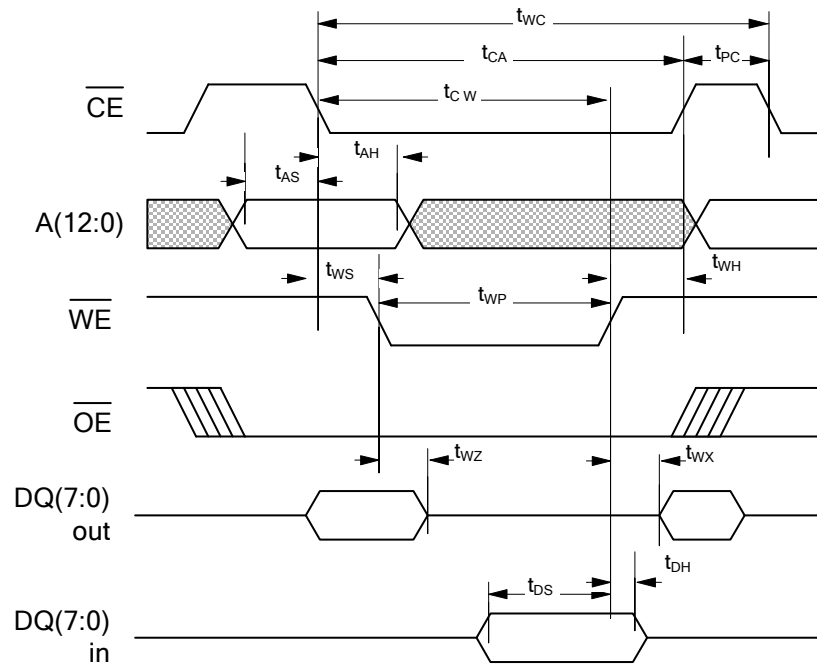 tWC
tCA
tPC
CE
tC W
tAH
tAS
A(12:0)
tWS
tWH
tWP
WE
OE
tWZ
tWX
DQ(7:0)
out
tDH
tDS
DQ(7:0)
in